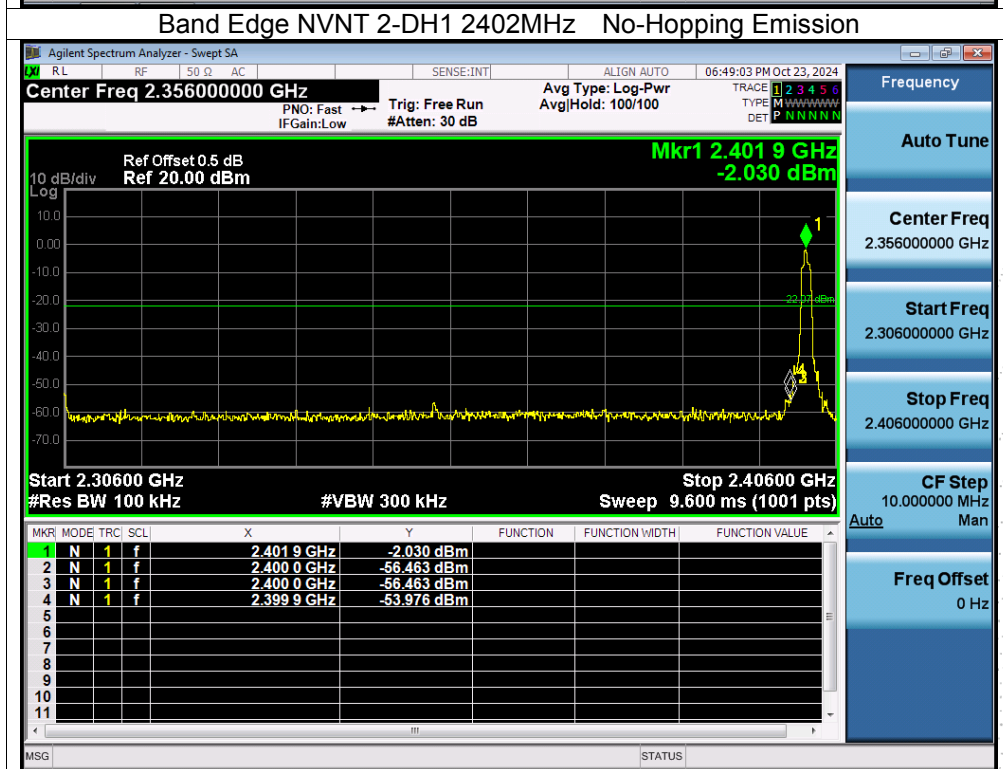 Band Edge NVNT 2-DH1 2402MHz    No-Hopping Emission
Agilent Spectrum Analyzer - Swept SA
LXI RL RF 50 Ω AC SENSE:INT ALIGN AUTO 06:49:03 PM Oct 23, 2024
Center Freq 2.356000000 GHz
PNO: Fast
IFGain:Low
Trig: Free Run
#Atten: 30 dB
Avg Type: Log-Pwr
Avg|Hold: 100/100
TRACE 1 2 3 4 5 6
TYPE M WWWWW
DET P N N N N N
Frequency
Auto Tune
Center Freq
2.356000000 GHz
Start Freq
2.306000000 GHz
Stop Freq
2.406000000 GHz
CF Step
10.000000 MHz
Auto Man
Freq Offset
0 Hz
Mkr1 2.401 9 GHz
-2.030 dBm
Ref Offset 0.5 dB
10 dB/div Ref 20.00 dBm
Log
10.0
0.00
-10.0
-20.0
-30.0
-40.0
-50.0
-60.0
-70.0
1
Start 2.30600 GHz Stop 2.40600 GHz
#Res BW 100 kHz #VBW 300 kHz Sweep 9.600 ms (1001 pts)
MKR MODE TRC SCL X Y FUNCTION FUNCTION WIDTH FUNCTION VALUE
1 N 1 f 2.401 9 GHz -2.030 dBm
2 N 1 f 2.400 0 GHz -56.463 dBm
3 N 1 f 2.400 0 GHz -56.463 dBm
4 N 1 f 2.399 9 GHz -53.976 dBm
5
6
7
8
9
10
11
MSG STATUS